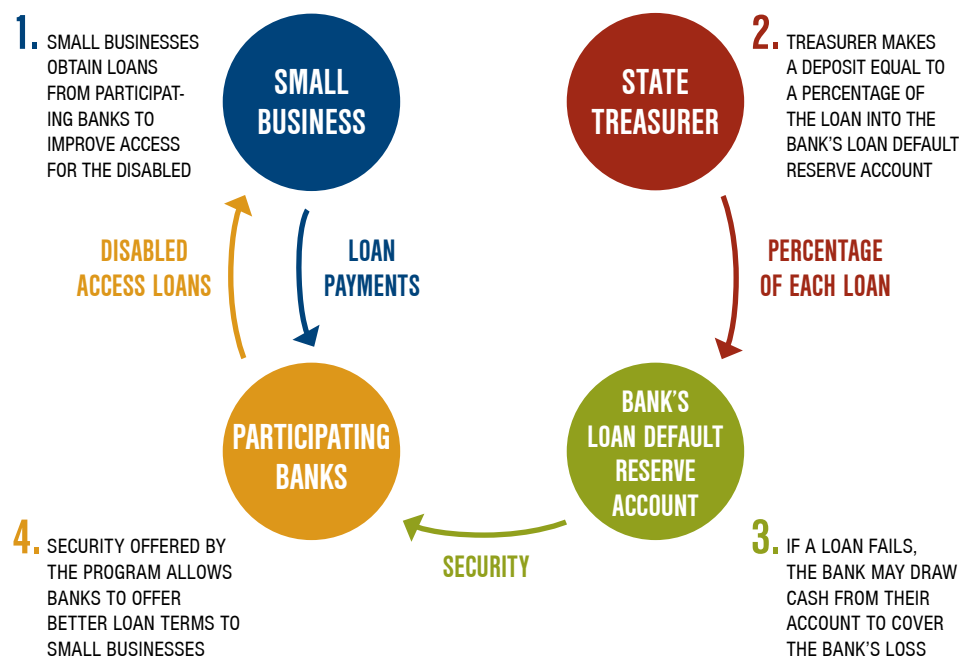 1. SMALL BUSINESSES
OBTAIN LOANS
FROM PARTICIPAT-
ING BANKS TO
IMPROVE ACCESS
FOR THE DISABLED
SMALL
BUSINESS
STATE
TREASURER
2. TREASURER MAKES
A DEPOSIT EQUAL TO
A PERCENTAGE OF
THE LOAN INTO THE
BANK’S LOAN DEFAULT
RESERVE ACCOUNT
DISABLED
ACCESS LOANS
LOAN
PAYMENTS
PERCENTAGE
OF EACH LOAN
PARTICIPATING
BANKS
BANK’S
LOAN DEFAULT
RESERVE
ACCOUNT
SECURITY
4. SECURITY OFFERED BY
THE PROGRAM ALLOWS
BANKS TO OFFER
BETTER LOAN TERMS TO
SMALL BUSINESSES
3. IF A LOAN FAILS,
THE BANK MAY DRAW
CASH FROM THEIR
ACCOUNT TO COVER
THE BANK’S LOSS